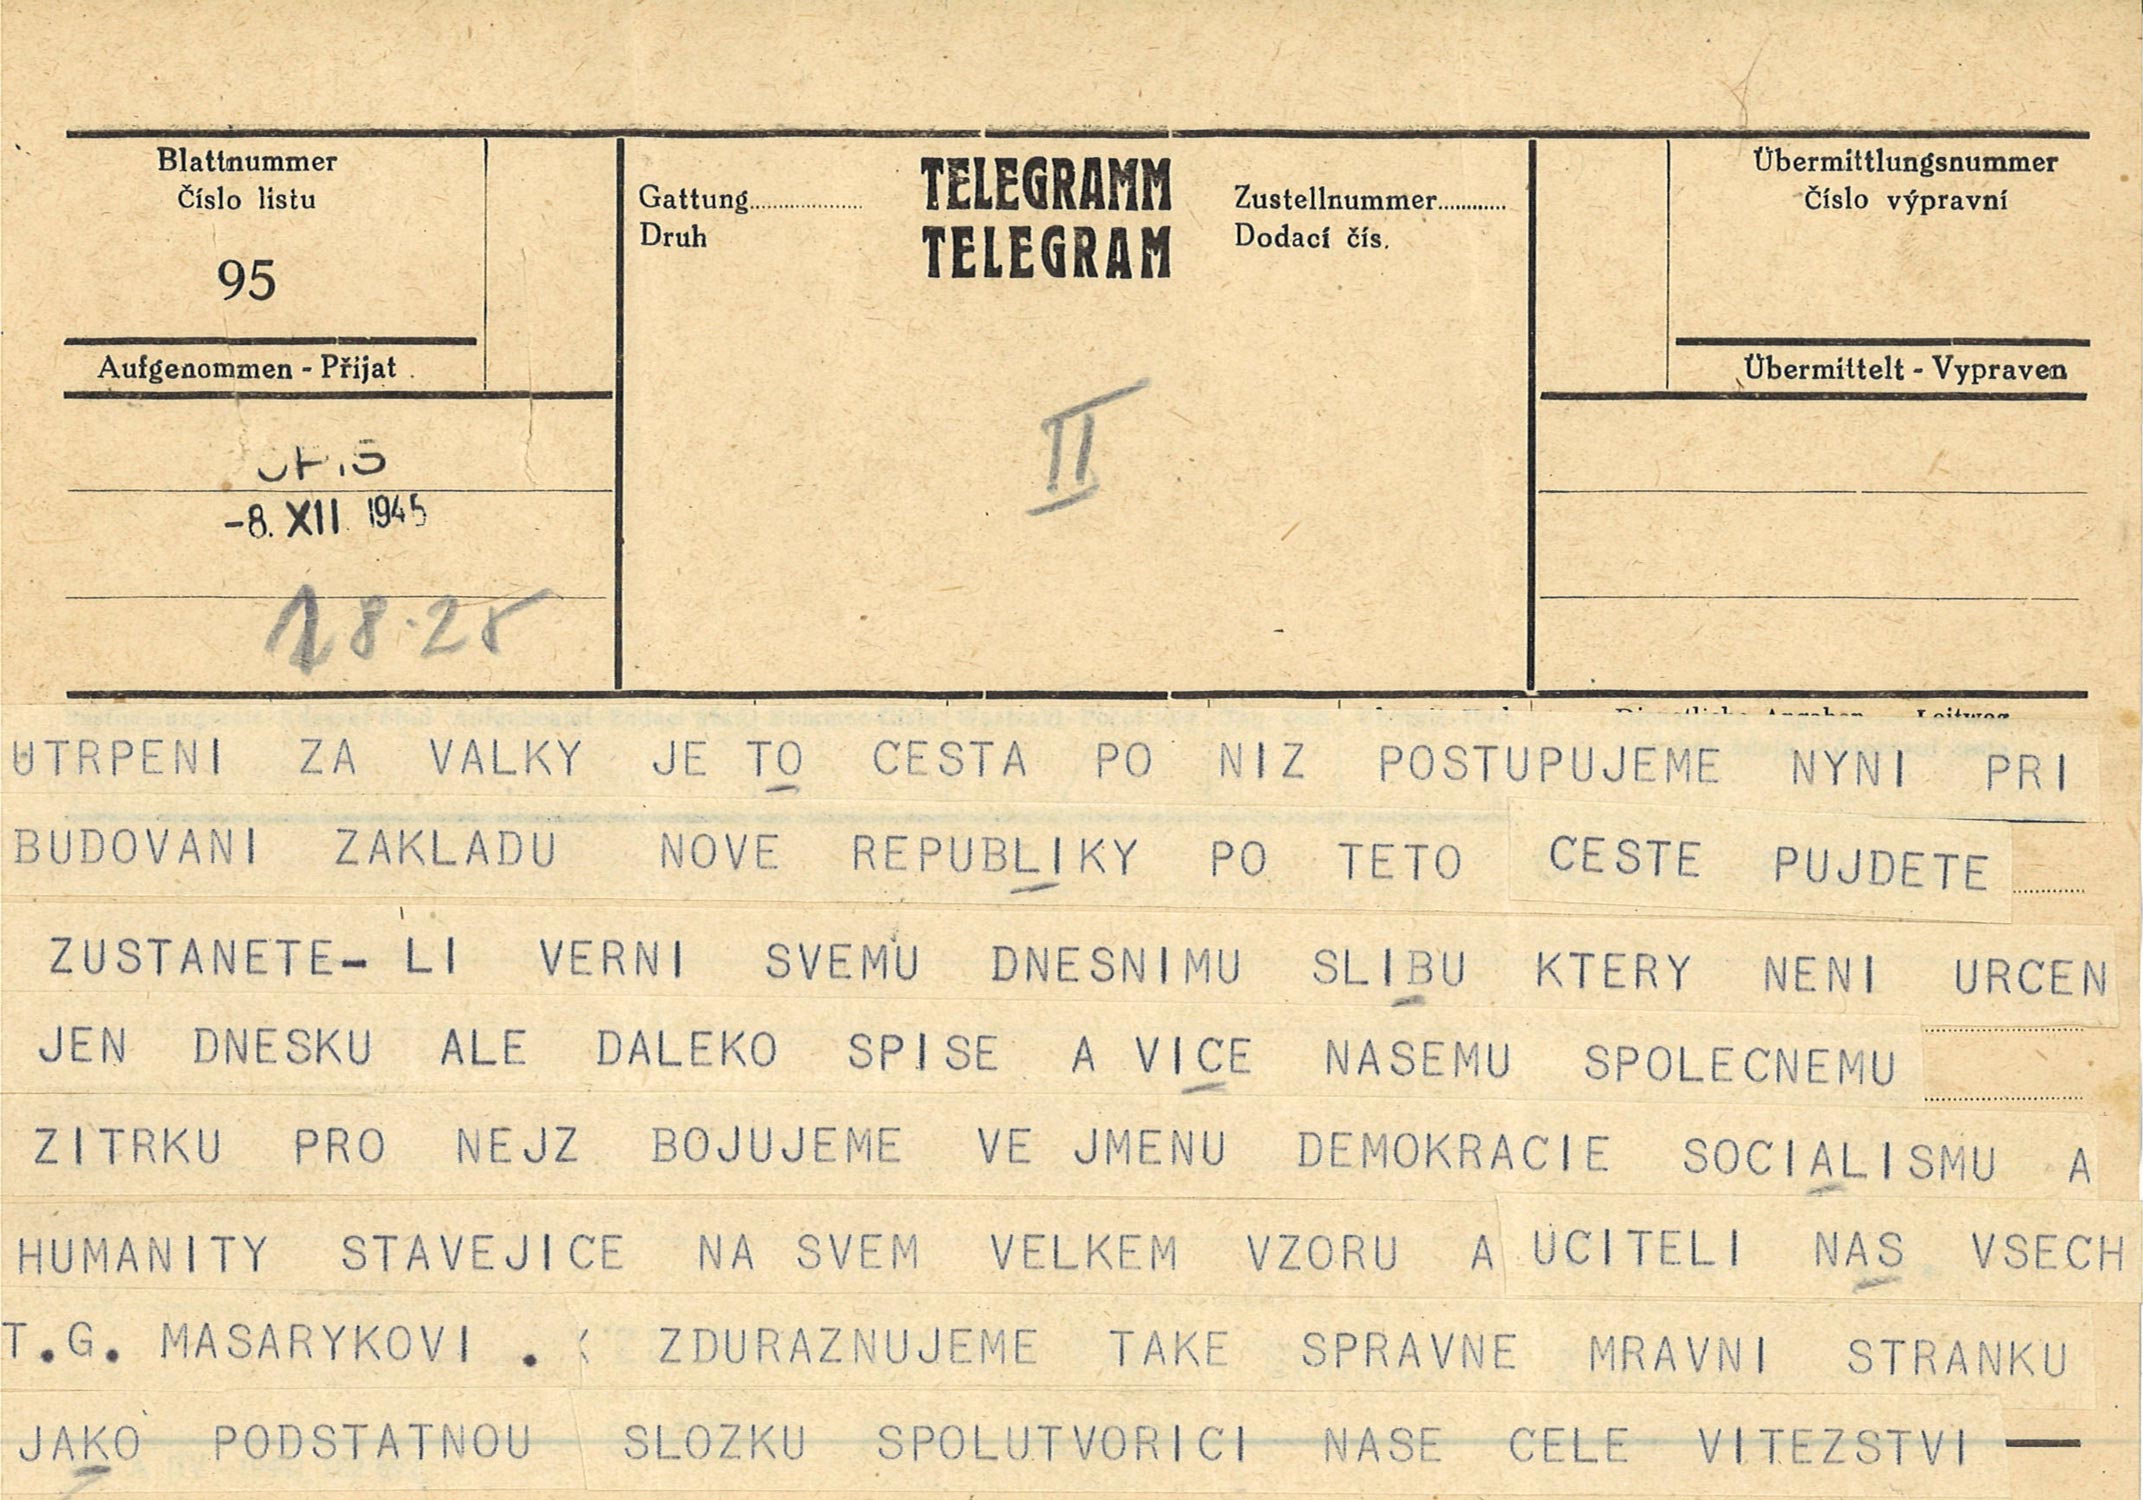 Blattnummer
Číslo listu
95
Aufgenommen - Přijat
-8. XII 1945
18.25
Gattung
Druh
TELEGRAMM
TELEGRAM
Zustellnummer
Dodací čís.
II
Übermittlungsnummer
Číslo výpravní
Übermittelt - Vypraven
UTRPENI ZA VALKY JE TO CESTA PO NIZ POSTUPUJEME NYNI PRI
BUDOVANI ZAKLADU NOVE REPUBLIKY PO TETO CESTE PUJDETE
ZUSTANETE- LI VERNI SVEMU DNESNIMU SLIBU KTERY NENI URCEN
JEN DNESKU ALE DALEKO SPISE A VICE NASEMU SPOLECNEMU
ZITRKU PRO NEJZ BOJUJEME VE JMENU DEMOKRACIE SOCIALISMU A
HUMANITY STAVEJICE NA SVEM VELKEM VZORU A UCITELI NAS VSECH
T.G. MASARYKOVI . ZDURAZNUJEME TAKE SPRAVNE MRAVNI STRANKU
JAKO PODSTATNOU SLOZKU SPOLUTVORICI NASE CELE VITEZSTVI —